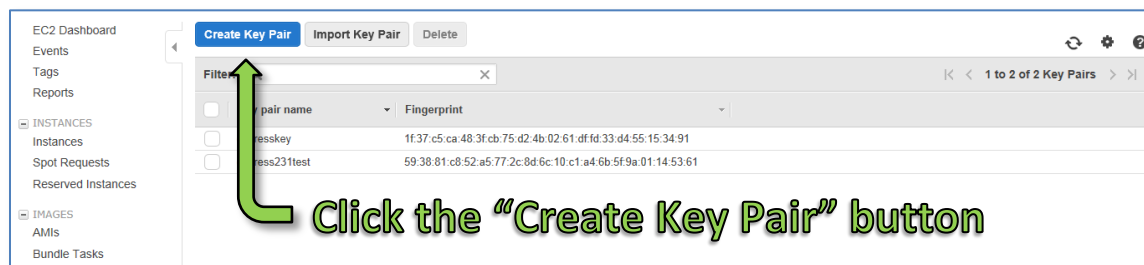 EC2 Dashboard
Events
Tags
Reports
INSTANCES
Instances
Spot Requests
Reserved Instances
IMAGES
AMIs
Bundle Tasks
Create Key Pair Import Key Pair Delete
Filter
1 to 2 of 2 Key Pairs
pair name Fingerprint
1f:37:c5:ca:48:3f:cb:75:d2:4b:02:61:df:fd:33:d4:55:15:34:91
59:38:81:c8:52:a5:77:2c:8d:6c:10:c1:a4:6b:5f:9a:01:14:53:61
Click the “Create Key Pair” button